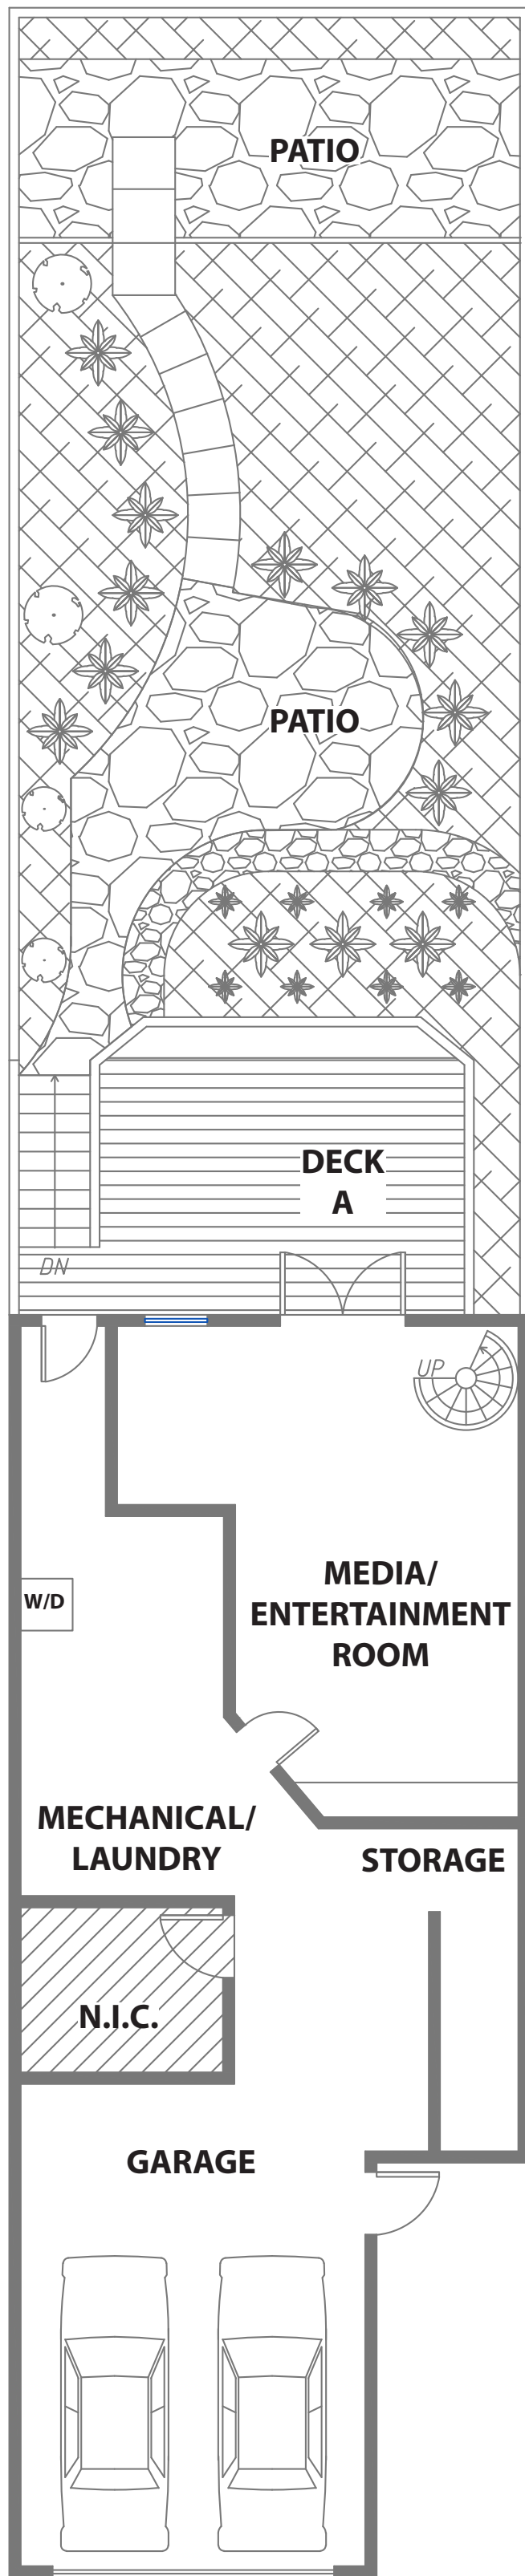 PATIO
PATIO
DECK
A
DN
UP
MEDIA/
ENTERTAINMENT
ROOM
W/D
MECHANICAL/
LAUNDRY
STORAGE
N.I.C.
GARAGE